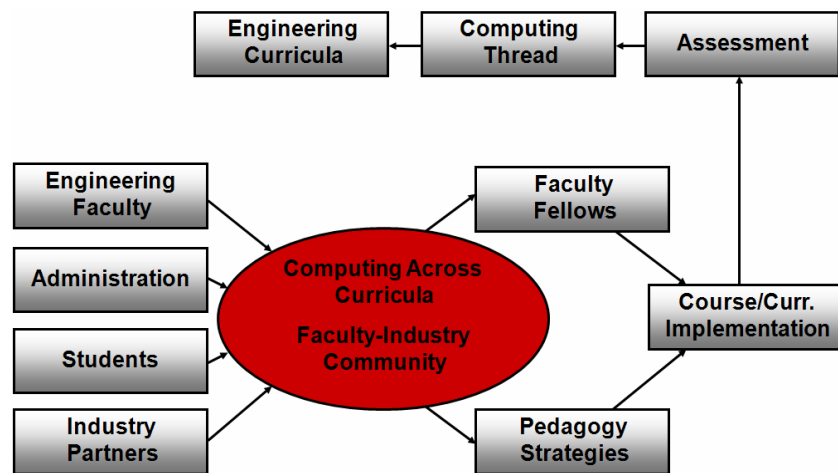 Engineering
Curricula
Computing
Thread
Assessment
Engineering
Faculty
Administration
Students
Industry
Partners
Computing Across
Curricula
Faculty-Industry
Community
Faculty
Fellows
Pedagogy
Strategies
Course/Curr.
Implementation